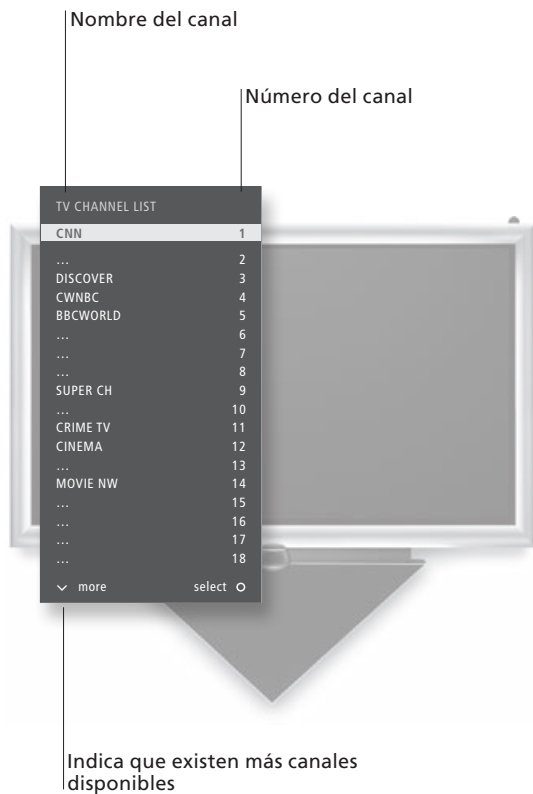 Nombre del canal
Número del canal
TV CHANNEL LIST
CNN 1
... 2
DISCOVER 3
CWNBC 4
BBCWORLD 5
... 6
... 7
... 8
SUPER CH 9
... 10
CRIME TV 11
CINEMA 12
... 13
MOVIE NW 14
... 15
... 16
... 17
... 18
more select
Indica que existen más canales
disponibles